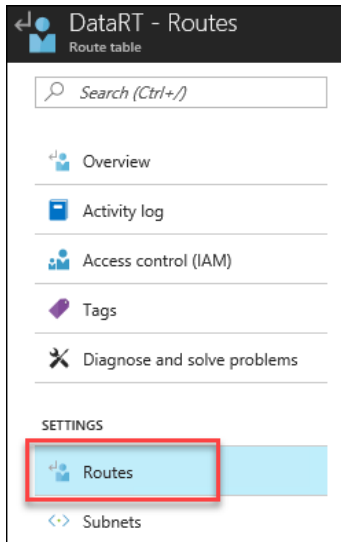 DataRT - Routes
Route table
Search (Ctrl+/)
Overview
Activity log
Access control (IAM)
Tags
Diagnose and solve problems
SETTINGS
Routes
Subnets